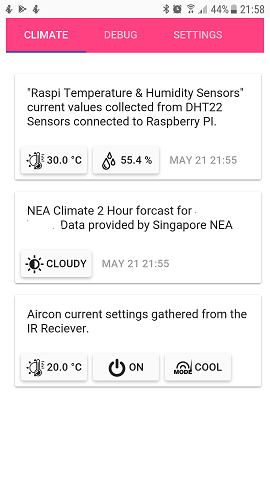 44% 21:58
CLIMATE DEBUG SETTINGS
"Raspi Temperature & Humidity Sensors"
current values collected from DHT22
Sensors connected to Raspberry PI.
30.0 °C 55.4 % MAY 21 21:55
NEA Climate 2 Hour forcast for
. Data provided by Singapore NEA
CLOUDY MAY 21 21:55
Aircon current settings gathered from the
IR Reciever.
20.0 °C ON MODE COOL